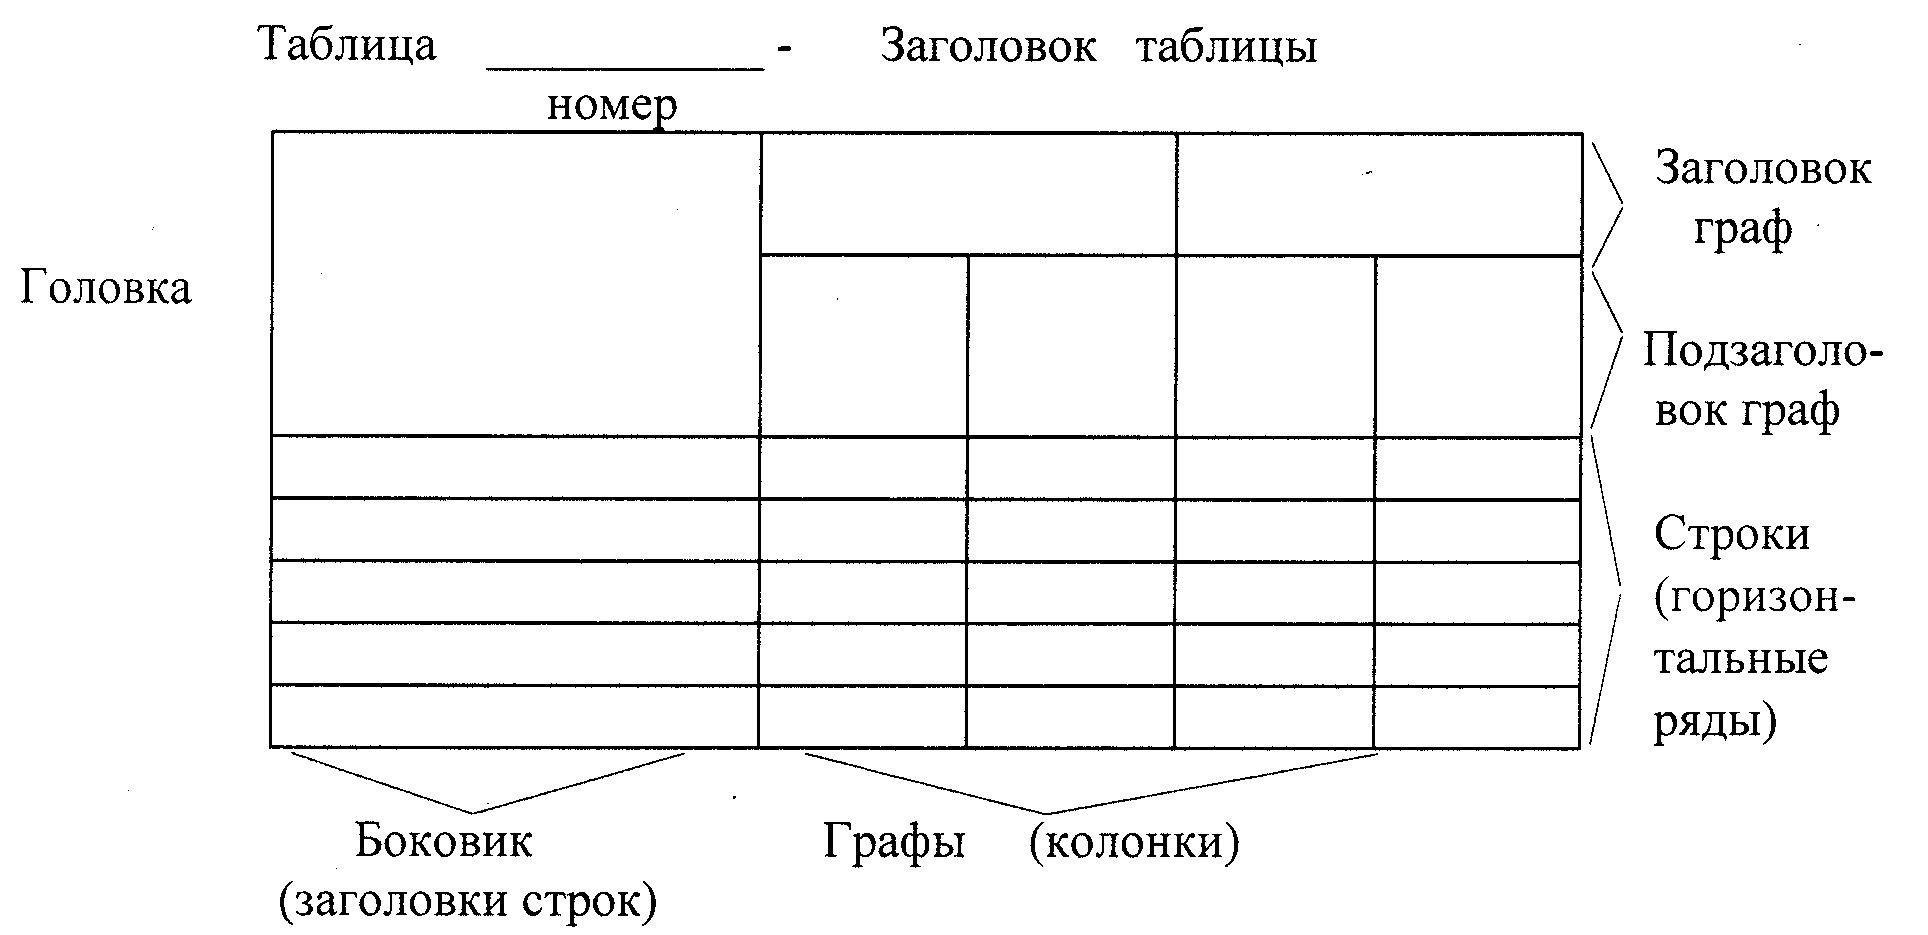 Таблица __________ - Заголовок таблицы
номер
Заголовок
граф
Головка
Подзаголо-
вок граф
Строки
(горизон-
тальные
ряды)
Боковик
(заголовки строк)
Графы (колонки)